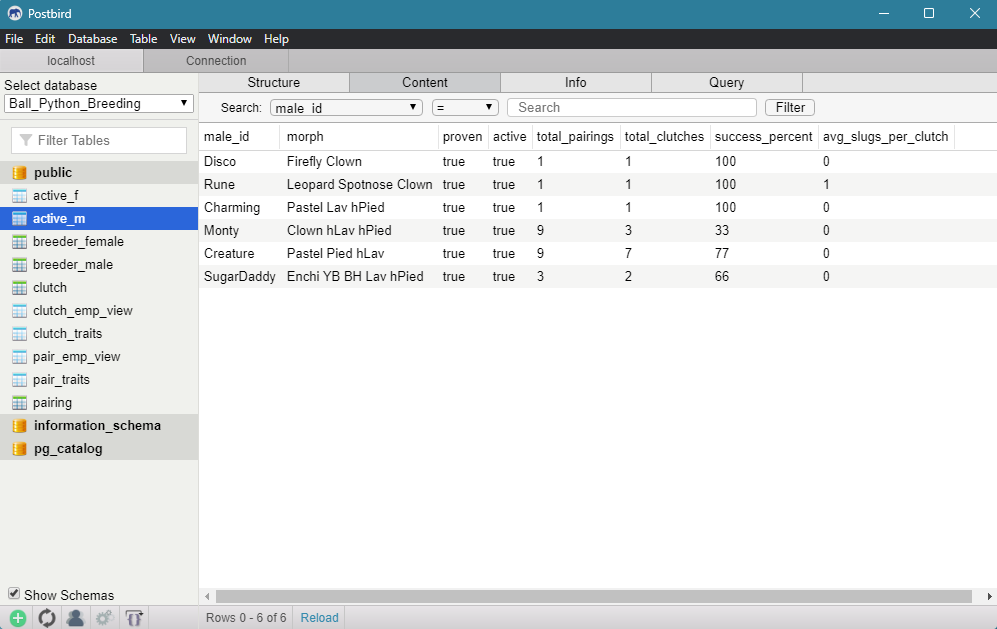 Postbird
File Edit Database Table View Window Help
localhost Connection
Select database
Ball_Python_Breeding
Filter Tables
public
active_f
active_m
breeder_female
breeder_male
clutch
clutch_emp_view
clutch_traits
pair_emp_view
pair_traits
pairing
information_schema
pg_catalog
Show Schemas
Structure Content Info Query
Search: male_id = Search Filter
male_id morph proven active total_pairings total_clutches success_percent avg_slugs_per_clutch
Disco Firefly Clown true true 1 1 100 0
Rune Leopard Spotnose Clown true true 1 1 100 1
Charming Pastel Lav hPied true true 1 1 100 0
Monty Clown hLav hPied true true 9 3 33 0
Creature Pastel Pied hLav true true 9 7 77 0
SugarDaddy Enchi YB BH Lav hPied true true 3 2 66 0
Rows 0 - 6 of 6 Reload